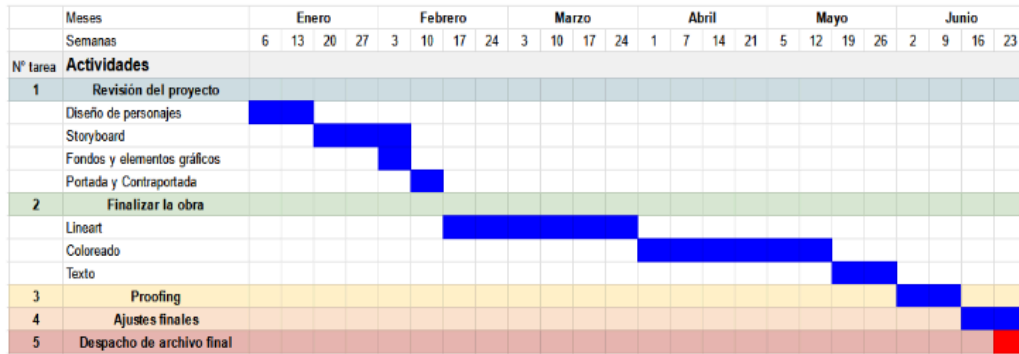 Meses Enero Febrero Marzo Abril Mayo Junio
Semanas 6 13 20 27 3 10 17 24 3 10 17 24 1 7 14 21 5 12 19 26 2 9 16 23
N° tarea Actividades
1 Revisión del proyecto
Diseño de personajes
Storyboard
Fondos y elementos gráficos
Portada y Contraportada
2 Finalizar la obra
Lineart
Coloreado
Texto
3 Proofing
4 Ajustes finales
5 Despacho de archivo final